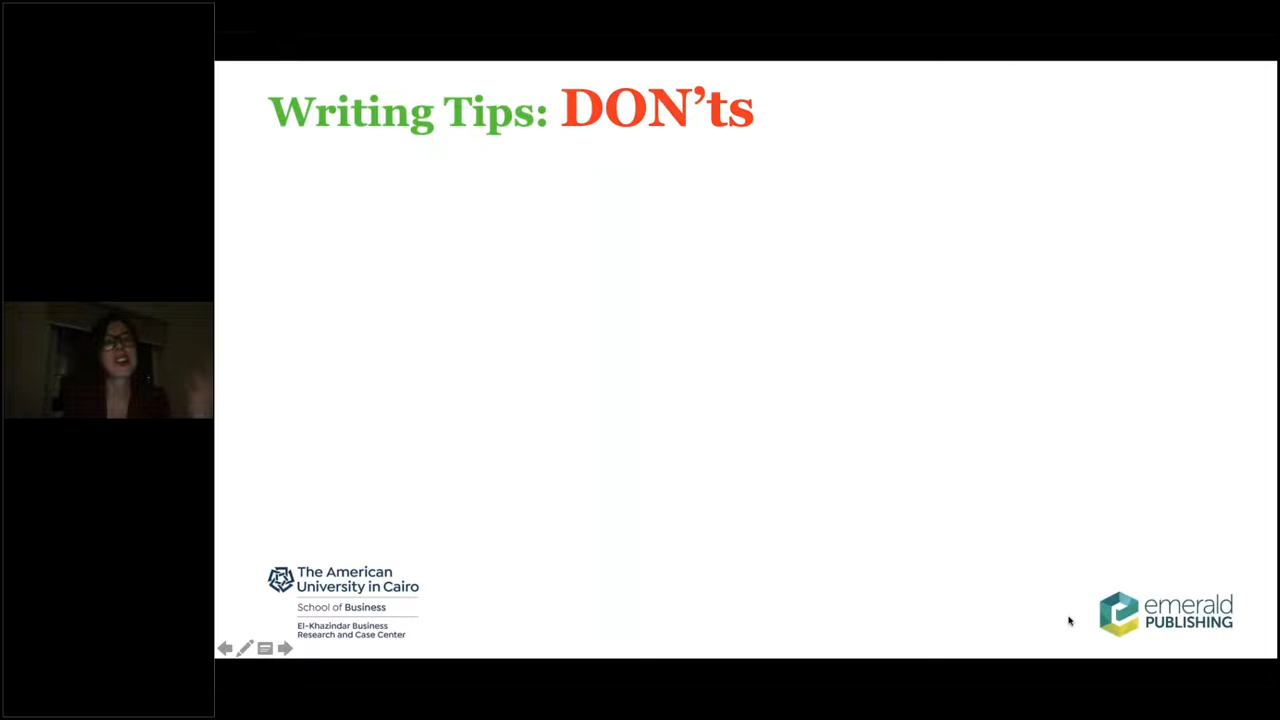 Writing Tips: DON’ts
The American
University in Cairo
School of Business
El-Khazindar Business
Research and Case Center
emerald
PUBLISHING